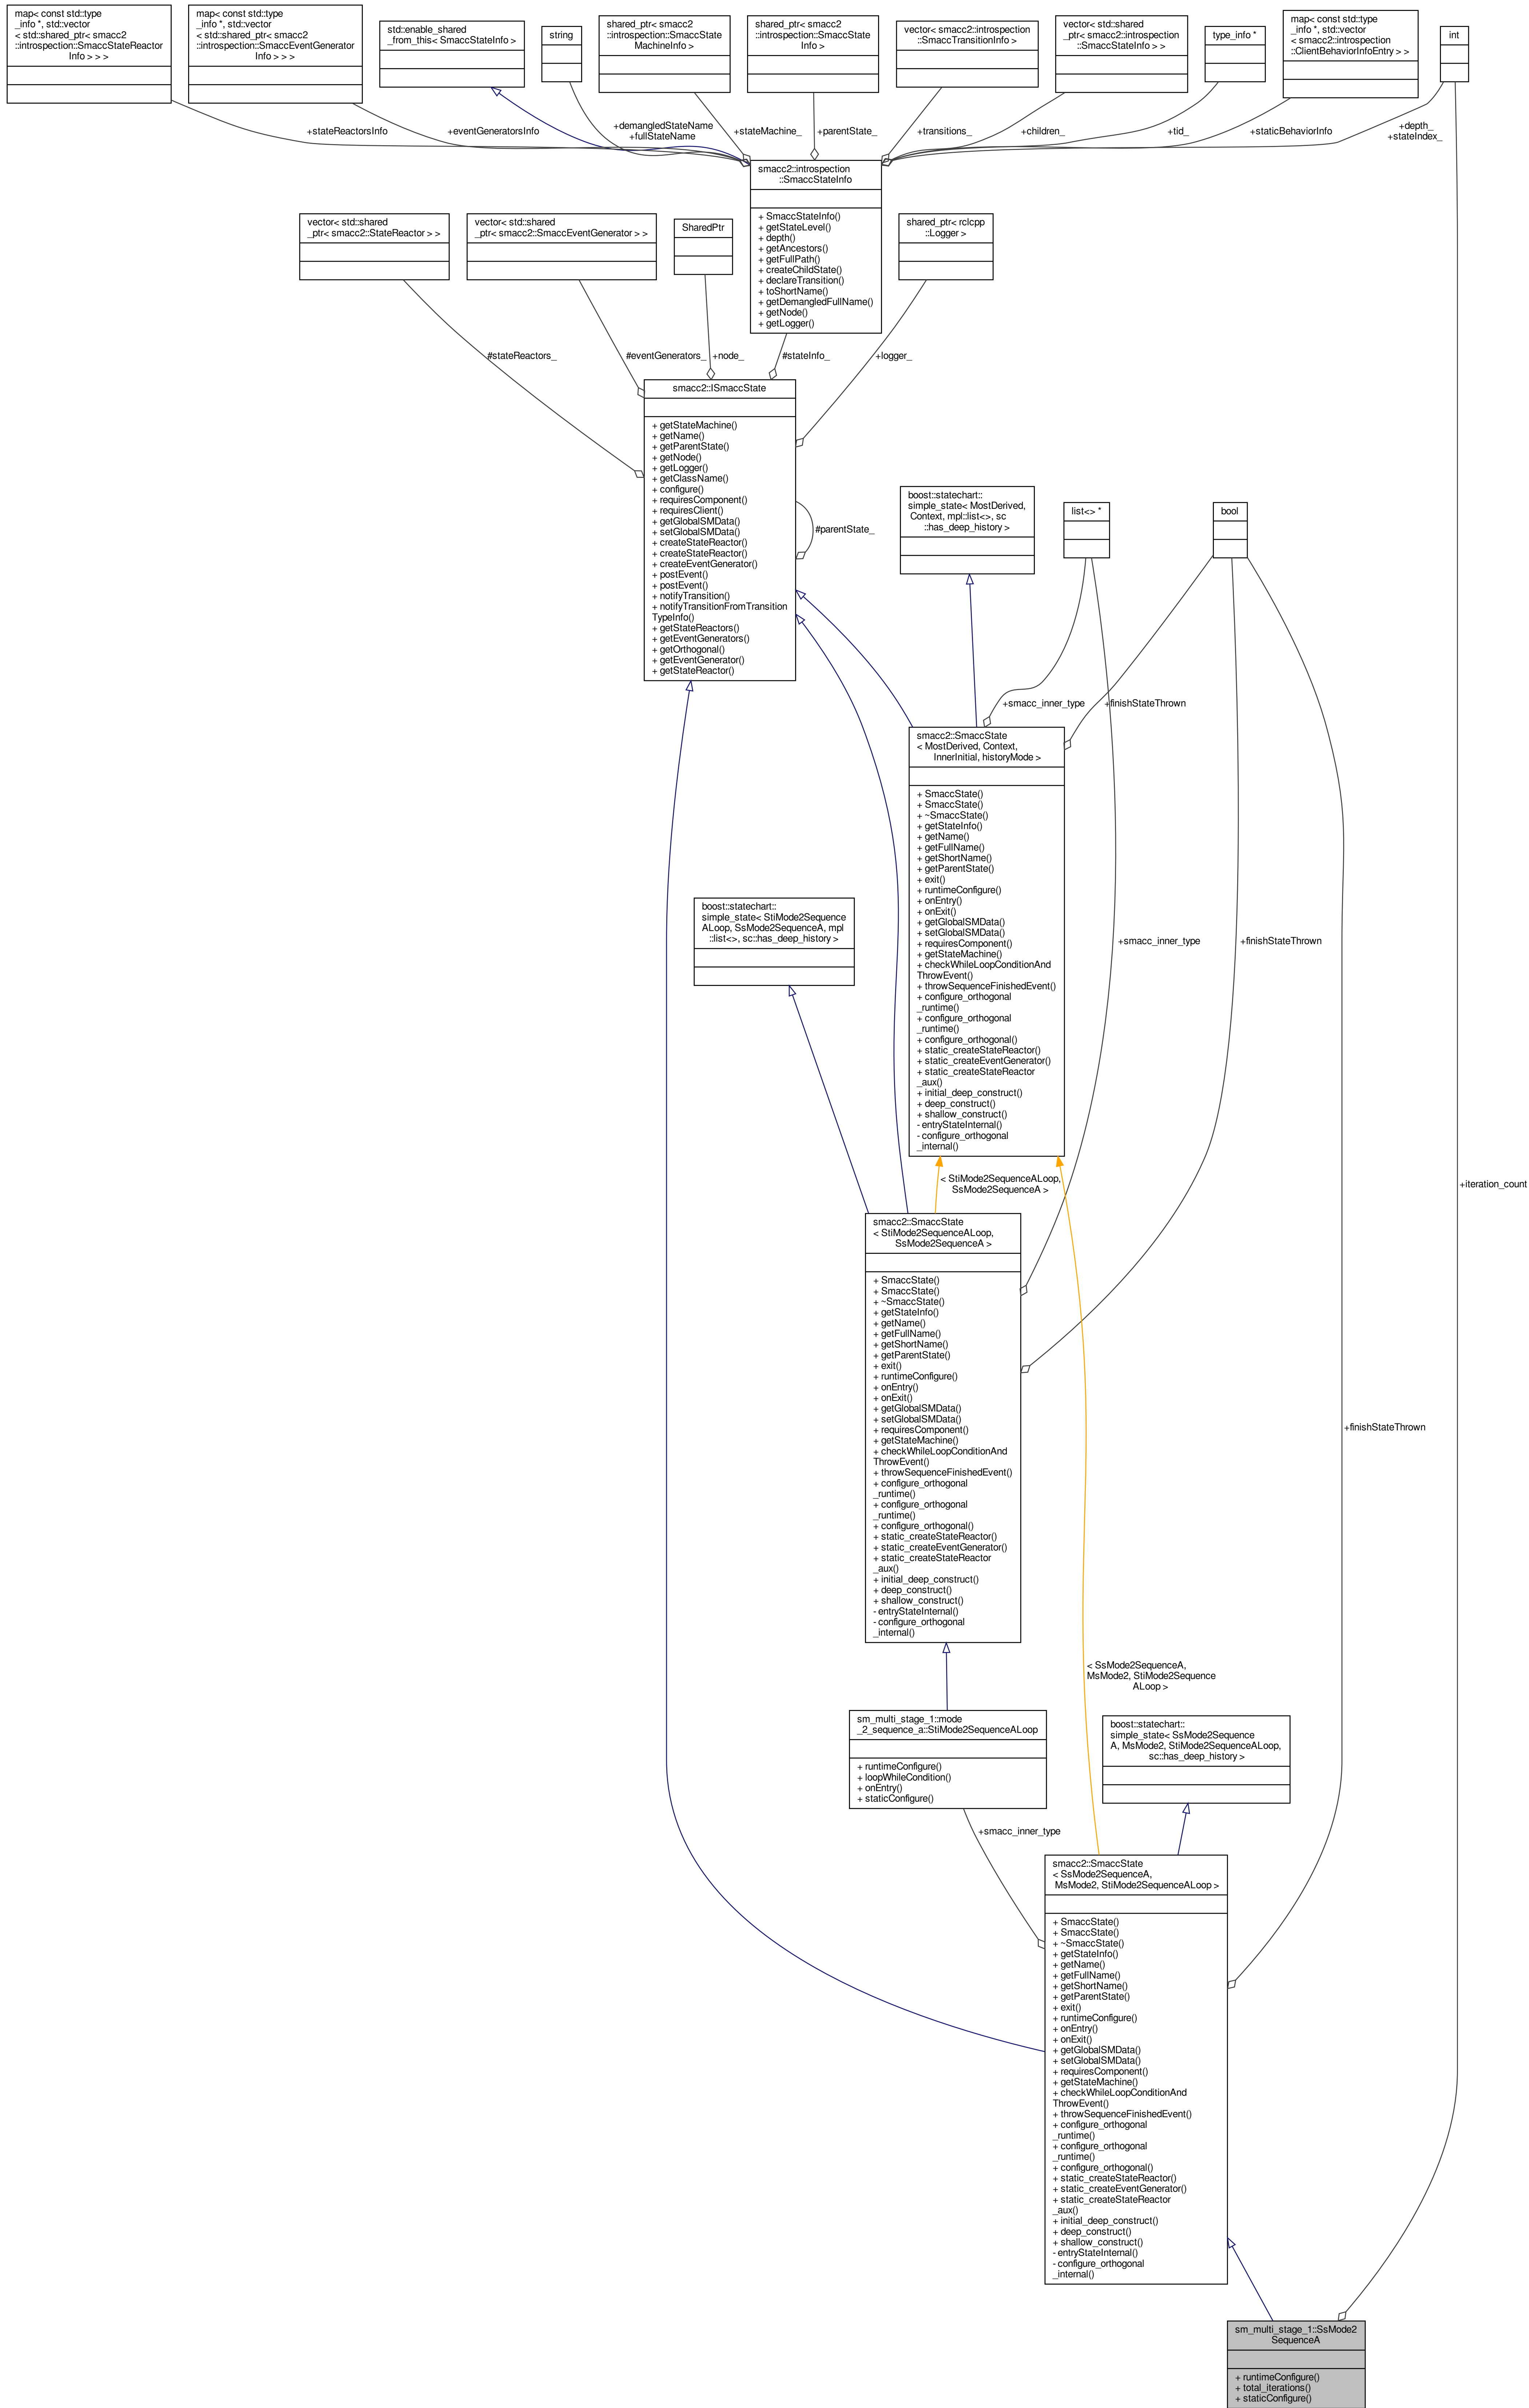 map< const std::type
_info *, std::vector
< std::shared_ptr< smacc2
::introspection::SmaccStateReactor
Info > > >
map< const std::type
_info *, std::vector
< std::shared_ptr< smacc2
::introspection::SmaccEventGenerator
Info > > >
std::enable_shared
_from_this< SmaccStateInfo >
string
shared_ptr< smacc2
::introspection::SmaccState
MachineInfo >
shared_ptr< smacc2
::introspection::SmaccState
Info >
vector< smacc2::introspection
::SmaccTransitionInfo >
vector< std::shared
_ptr< smacc2::introspection
::SmaccStateInfo > >
type_info *
map< const std::type
_info *, std::vector
< smacc2::introspection
::ClientBehaviorInfoEntry > >
int
+stateReactorsInfo
+eventGeneratorsInfo
+demangledStateName
+fullStateName
+stateMachine_
+parentState_
+transitions_
+children_
+tid_
+staticBehaviorInfo
+depth_
+stateIndex_
smacc2::introspection
::SmaccStateInfo
+ SmaccStateInfo()
+ getStateLevel()
+ depth()
+ getAncestors()
+ getFullPath()
+ createChildState()
+ declareTransition()
+ toShortName()
+ getDemangledFullName()
+ getNode()
+ getLogger()
vector< std::shared
_ptr< smacc2::StateReactor > >
vector< std::shared
_ptr< smacc2::SmaccEventGenerator > >
SharedPtr
shared_ptr< rclcpp
::Logger >
#stateReactors_
#eventGenerators_
+node_
#stateInfo_
+logger_
smacc2::ISmaccState
+ getStateMachine()
+ getName()
+ getParentState()
+ getNode()
+ getLogger()
+ getClassName()
+ configure()
+ requiresComponent()
+ requiresClient()
+ getGlobalSMData()
+ setGlobalSMData()
+ createStateReactor()
+ createStateReactor()
+ createEventGenerator()
+ postEvent()
+ postEvent()
+ notifyTransition()
+ notifyTransitionFromTransition
TypeInfo()
+ getStateReactors()
+ getEventGenerators()
+ getOrthogonal()
+ getEventGenerator()
+ getStateReactor()
#parentState_
boost::statechart::
simple_state< MostDerived,
Context, mpl::list<>, sc
::has_deep_history >
list<> *
bool
+smacc_inner_type
+finishStateThrown
smacc2::SmaccState
< MostDerived, Context,
InnerInitial, historyMode >
+ SmaccState()
+ SmaccState()
+ ~SmaccState()
+ getStateInfo()
+ getName()
+ getFullName()
+ getShortName()
+ getParentState()
+ exit()
+ runtimeConfigure()
+ onEntry()
+ onExit()
+ getGlobalSMData()
+ setGlobalSMData()
+ requiresComponent()
+ getStateMachine()
+ checkWhileLoopConditionAnd
ThrowEvent()
+ throwSequenceFinishedEvent()
+ configure_orthogonal
_runtime()
+ configure_orthogonal
_runtime()
+ configure_orthogonal()
+ static_createStateReactor()
+ static_createEventGenerator()
+ static_createStateReactor
_aux()
+ initial_deep_construct()
+ deep_construct()
+ shallow_construct()
- entryStateInternal()
- configure_orthogonal
_internal()
boost::statechart::
simple_state< StiMode2Sequence
ALoop, SsMode2SequenceA, mpl
::list<>, sc::has_deep_history >
+smacc_inner_type
+finishStateThrown
< StiMode2SequenceALoop,
SsMode2SequenceA >
+iteration_count
smacc2::SmaccState
< StiMode2SequenceALoop,
SsMode2SequenceA >
+ SmaccState()
+ SmaccState()
+ ~SmaccState()
+ getStateInfo()
+ getName()
+ getFullName()
+ getShortName()
+ getParentState()
+ exit()
+ runtimeConfigure()
+ onEntry()
+ onExit()
+ getGlobalSMData()
+ setGlobalSMData()
+ requiresComponent()
+ getStateMachine()
+ checkWhileLoopConditionAnd
ThrowEvent()
+ throwSequenceFinishedEvent()
+ configure_orthogonal
_runtime()
+ configure_orthogonal
_runtime()
+ configure_orthogonal()
+ static_createStateReactor()
+ static_createEventGenerator()
+ static_createStateReactor
_aux()
+ initial_deep_construct()
+ deep_construct()
+ shallow_construct()
- entryStateInternal()
- configure_orthogonal
_internal()
+finishStateThrown
< SsMode2SequenceA,
MsMode2, StiMode2Sequence
ALoop >
sm_multi_stage_1::mode
_2_sequence_a::StiMode2SequenceALoop
+ runtimeConfigure()
+ loopWhileCondition()
+ onEntry()
+ staticConfigure()
boost::statechart::
simple_state< SsMode2Sequence
A, MsMode2, StiMode2SequenceALoop,
sc::has_deep_history >
+smacc_inner_type
smacc2::SmaccState
< SsMode2SequenceA,
MsMode2, StiMode2SequenceALoop >
+ SmaccState()
+ SmaccState()
+ ~SmaccState()
+ getStateInfo()
+ getName()
+ getFullName()
+ getShortName()
+ getParentState()
+ exit()
+ runtimeConfigure()
+ onEntry()
+ onExit()
+ getGlobalSMData()
+ setGlobalSMData()
+ requiresComponent()
+ getStateMachine()
+ checkWhileLoopConditionAnd
ThrowEvent()
+ throwSequenceFinishedEvent()
+ configure_orthogonal
_runtime()
+ configure_orthogonal
_runtime()
+ configure_orthogonal()
+ static_createStateReactor()
+ static_createEventGenerator()
+ static_createStateReactor
_aux()
+ initial_deep_construct()
+ deep_construct()
+ shallow_construct()
- entryStateInternal()
- configure_orthogonal
_internal()
sm_multi_stage_1::SsMode2
SequenceA
+ runtimeConfigure()
+ total_iterations()
+ staticConfigure()